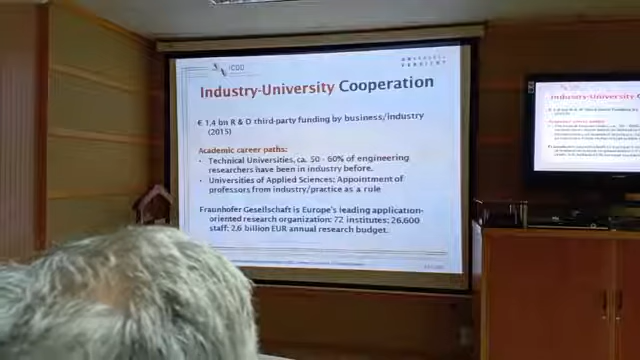 ICDD
Industry-University Cooperation
€ 1,4 bn R & D third-party funding by business/industry
(2015)
Academic career paths:
• Technical Universities, ca. 50 - 60% of engineering
researchers have been in industry before.
• Universities of Applied Sciences: Appointment of
professors from industry/practice as a rule
Fraunhofer Gesellschaft is Europe's leading application-
oriented research organization: 72 institutes; 26.600
staff; 2,6 billion EUR annual research budget.
Industry-University C